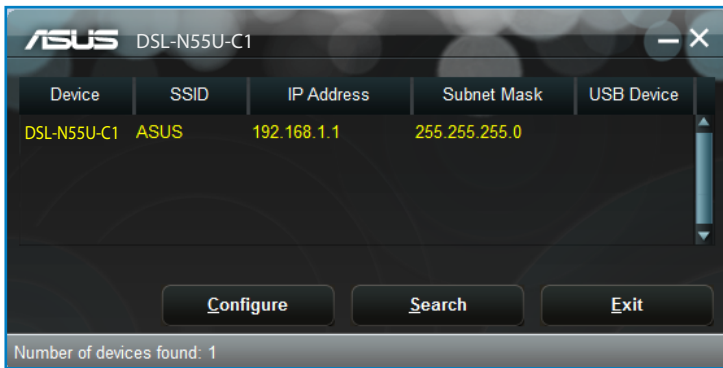 ASUS DSL-N55U-C1
Device SSID IP Address Subnet Mask USB Device
DSL-N55U-C1 ASUS 192.168.1.1 255.255.255.0
Configure Search Exit
Number of devices found: 1